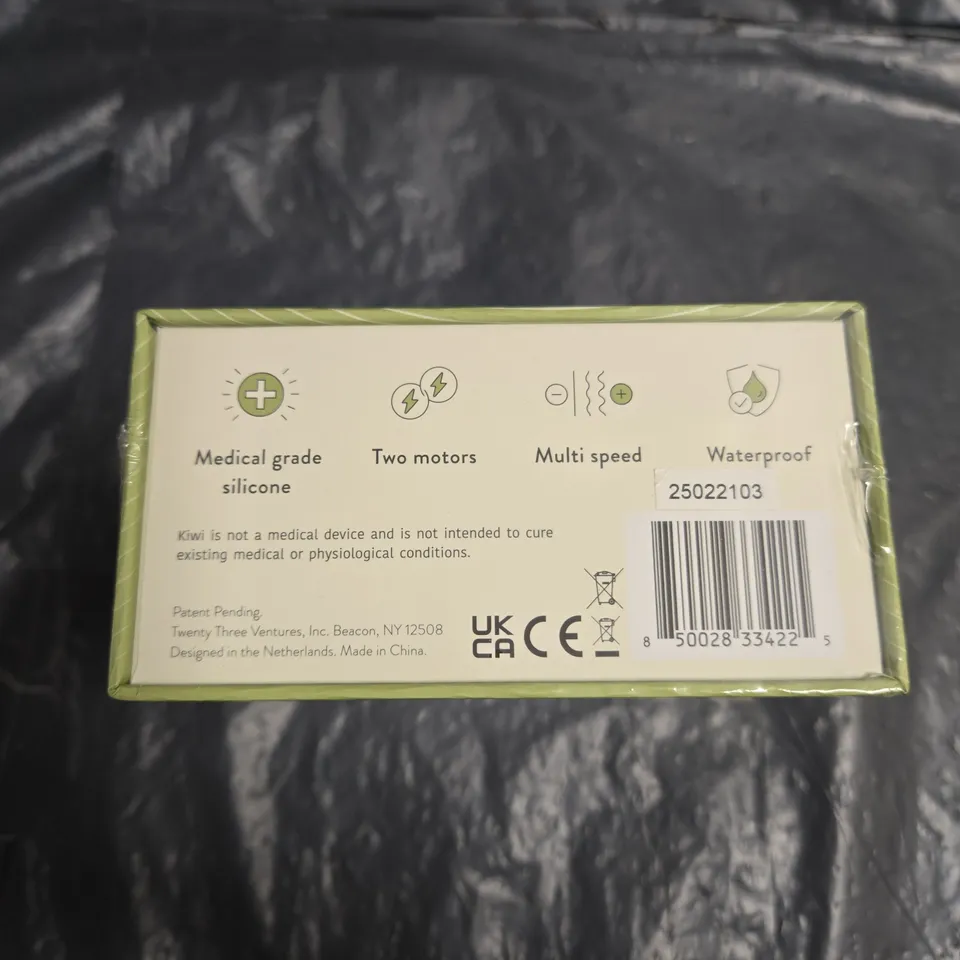 Medical grade
silicone
Two motors
Multi speed
Waterproof
25022103
Kiwi is not a medical device and is not intended to cure
existing medical or physiological conditions.
Patent Pending.
Twenty Three Ventures, Inc. Beacon, NY 12508
Designed in the Netherlands. Made in China.
UK
CA
CE
8 50028 33422 5